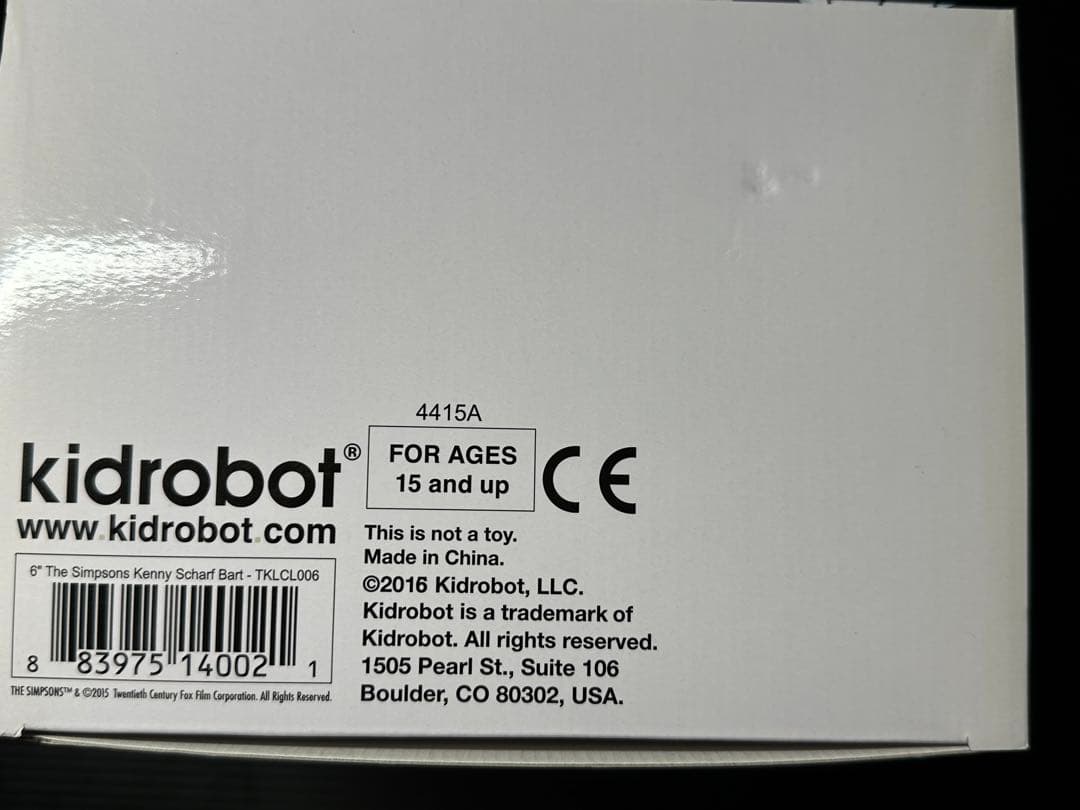 4415A
kidrobot®
FOR AGES
15 and up
CE
www.kidrobot.com
This is not a toy.
Made in China.
©2016 Kidrobot, LLC.
Kidrobot is a trademark of
Kidrobot. All rights reserved.
1505 Pearl St., Suite 106
Boulder, CO 80302, USA.
6" The Simpsons Kenny Scharf Bart - TKLCL006
8 83975 14002 1
THE SIMPSONS™ & ©2015 Twentieth Century Fox Film Corporation. All Rights Reserved.